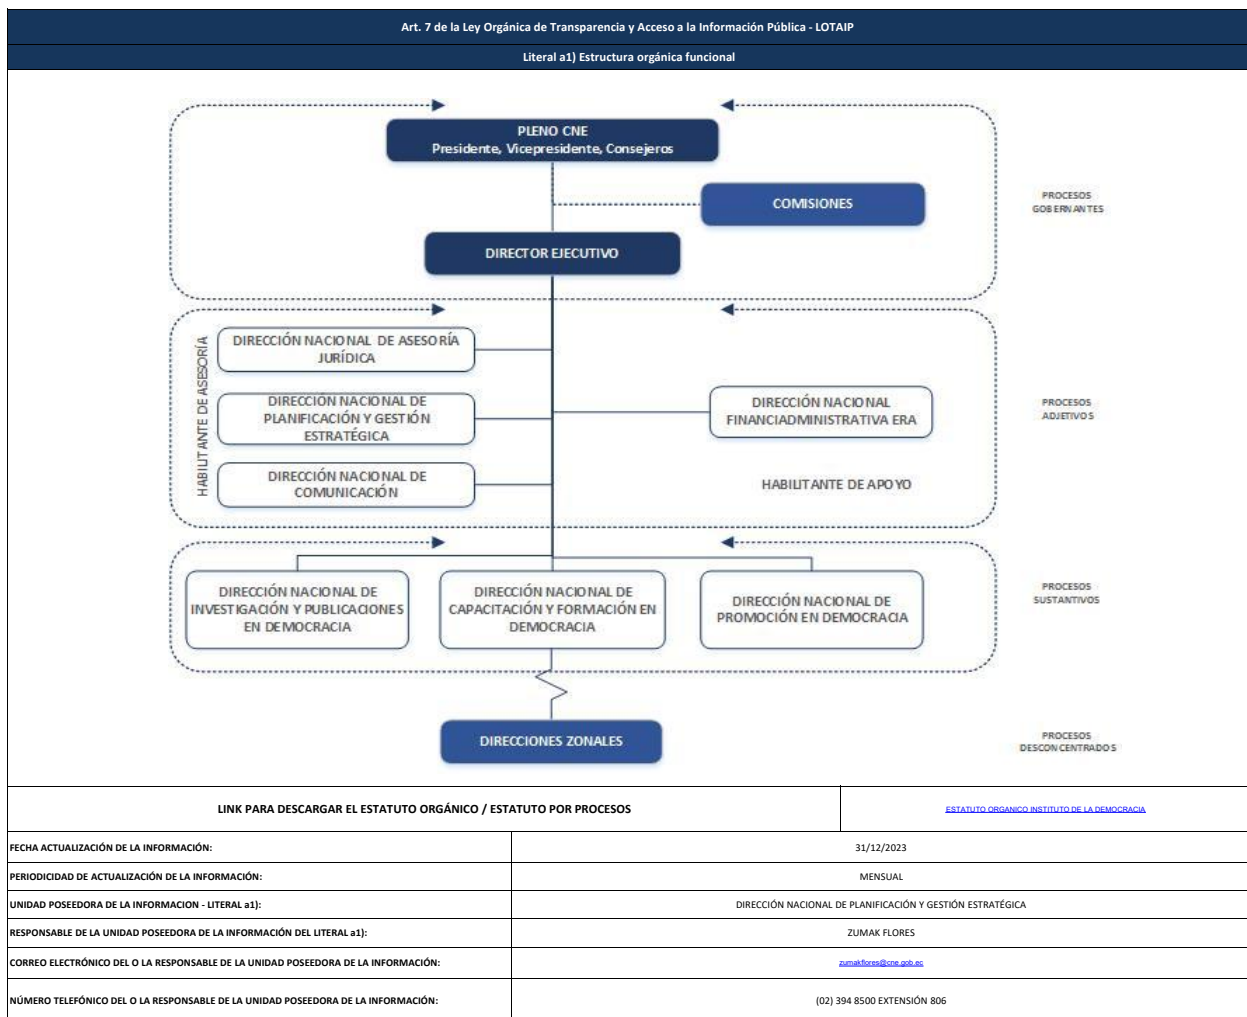 Art. 7 de la Ley Orgánica de Transparencia y Acceso a la Información Pública - LOTAIP
Literal a1) Estructura orgánica funcional
PLENO CNE
Presidente, Vicepresidente, Consejeros
COMISIONES
PROCESOS
GOBERNANTES
DIRECTOR EJECUTIVO
HABILITANTE DE ASESORÍA
DIRECCIÓN NACIONAL DE ASESORÍA
JURÍDICA
DIRECCIÓN NACIONAL DE
PLANIFICACIÓN Y GESTIÓN
ESTRATÉGICA
DIRECCIÓN NACIONAL DE
COMUNICACIÓN
DIRECCIÓN NACIONAL
FINANCIADMINISTRATIVA ERA
HABILITANTE DE APOYO
PROCESOS
ADJETIVOS
DIRECCIÓN NACIONAL DE
INVESTIGACIÓN Y PUBLICACIONES
EN DEMOCRACIA
DIRECCIÓN NACIONAL DE
CAPACITACIÓN Y FORMACIÓN EN
DEMOCRACIA
DIRECCIÓN NACIONAL DE
PROMOCIÓN EN DEMOCRACIA
PROCESOS
SUSTANTIVOS
DIRECCIONES ZONALES
PROCESOS
DESCONCENTRADOS
LINK PARA DESCARGAR EL ESTATUTO ORGÁNICO / ESTATUTO POR PROCESOS
ESTATUTO ORGANICO INSTITUTO DE LA DEMOCRACIA
FECHA ACTUALIZACIÓN DE LA INFORMACIÓN:
31/12/2023
PERIODICIDAD DE ACTUALIZACIÓN DE LA INFORMACIÓN:
MENSUAL
UNIDAD POSEEDORA DE LA INFORMACION - LITERAL a1):
DIRECCIÓN NACIONAL DE PLANIFICACIÓN Y GESTIÓN ESTRATÉGICA
RESPONSABLE DE LA UNIDAD POSEEDORA DE LA INFORMACIÓN DEL LITERAL a1):
ZUMAK FLORES
CORREO ELECTRÓNICO DEL O LA RESPONSABLE DE LA UNIDAD POSEEDORA DE LA INFORMACIÓN:
zumakflores@cne.gob.ec
NÚMERO TELEFÓNICO DEL O LA RESPONSABLE DE LA UNIDAD POSEEDORA DE LA INFORMACIÓN:
(02) 394 8500 EXTENSIÓN 806